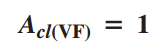 A_cl(VF) = 1